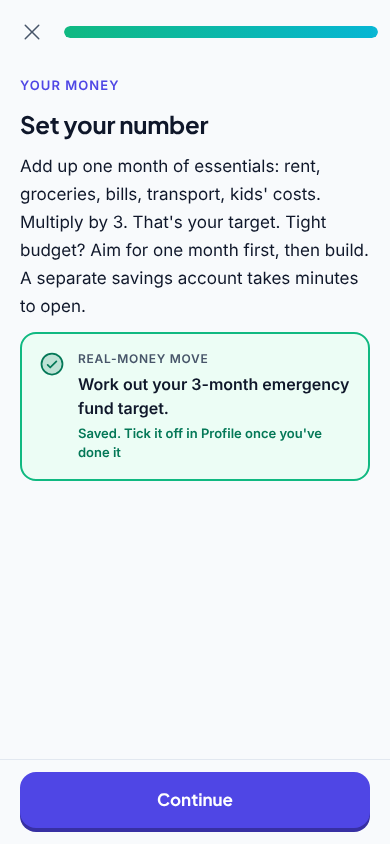 YOUR MONEY
Set your number
Add up one month of essentials: rent,
groceries, bills, transport, kids' costs.
Multiply by 3. That's your target. Tight
budget? Aim for one month first, then build.
A separate savings account takes minutes
to open.
REAL-MONEY MOVE
Work out your 3-month emergency
fund target.
Saved. Tick it off in Profile once you've
done it
Continue